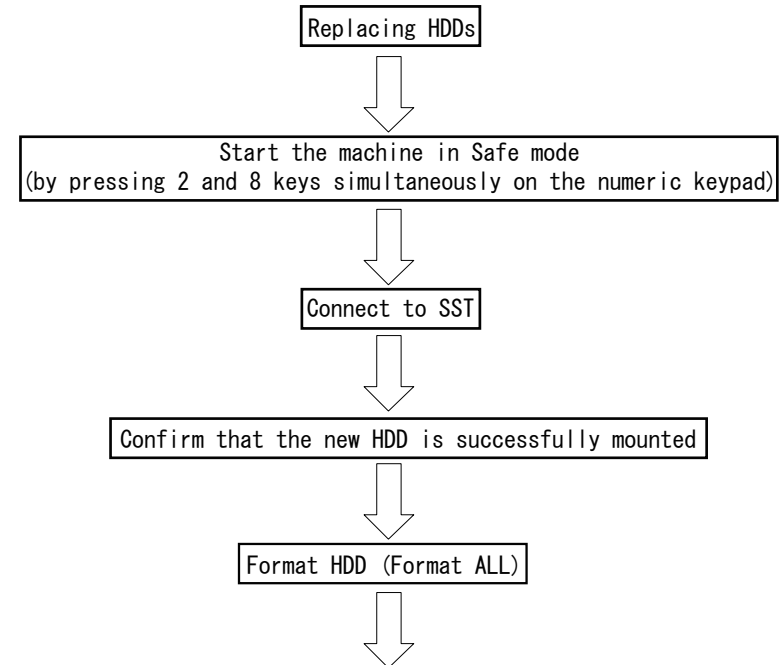 Replacing HDDs
Start the machine in Safe mode
(by pressing 2 and 8 keys simultaneously on the numeric keypad)
Connect to SST
Confirm that the new HDD is successfully mounted
Format HDD (Format ALL)